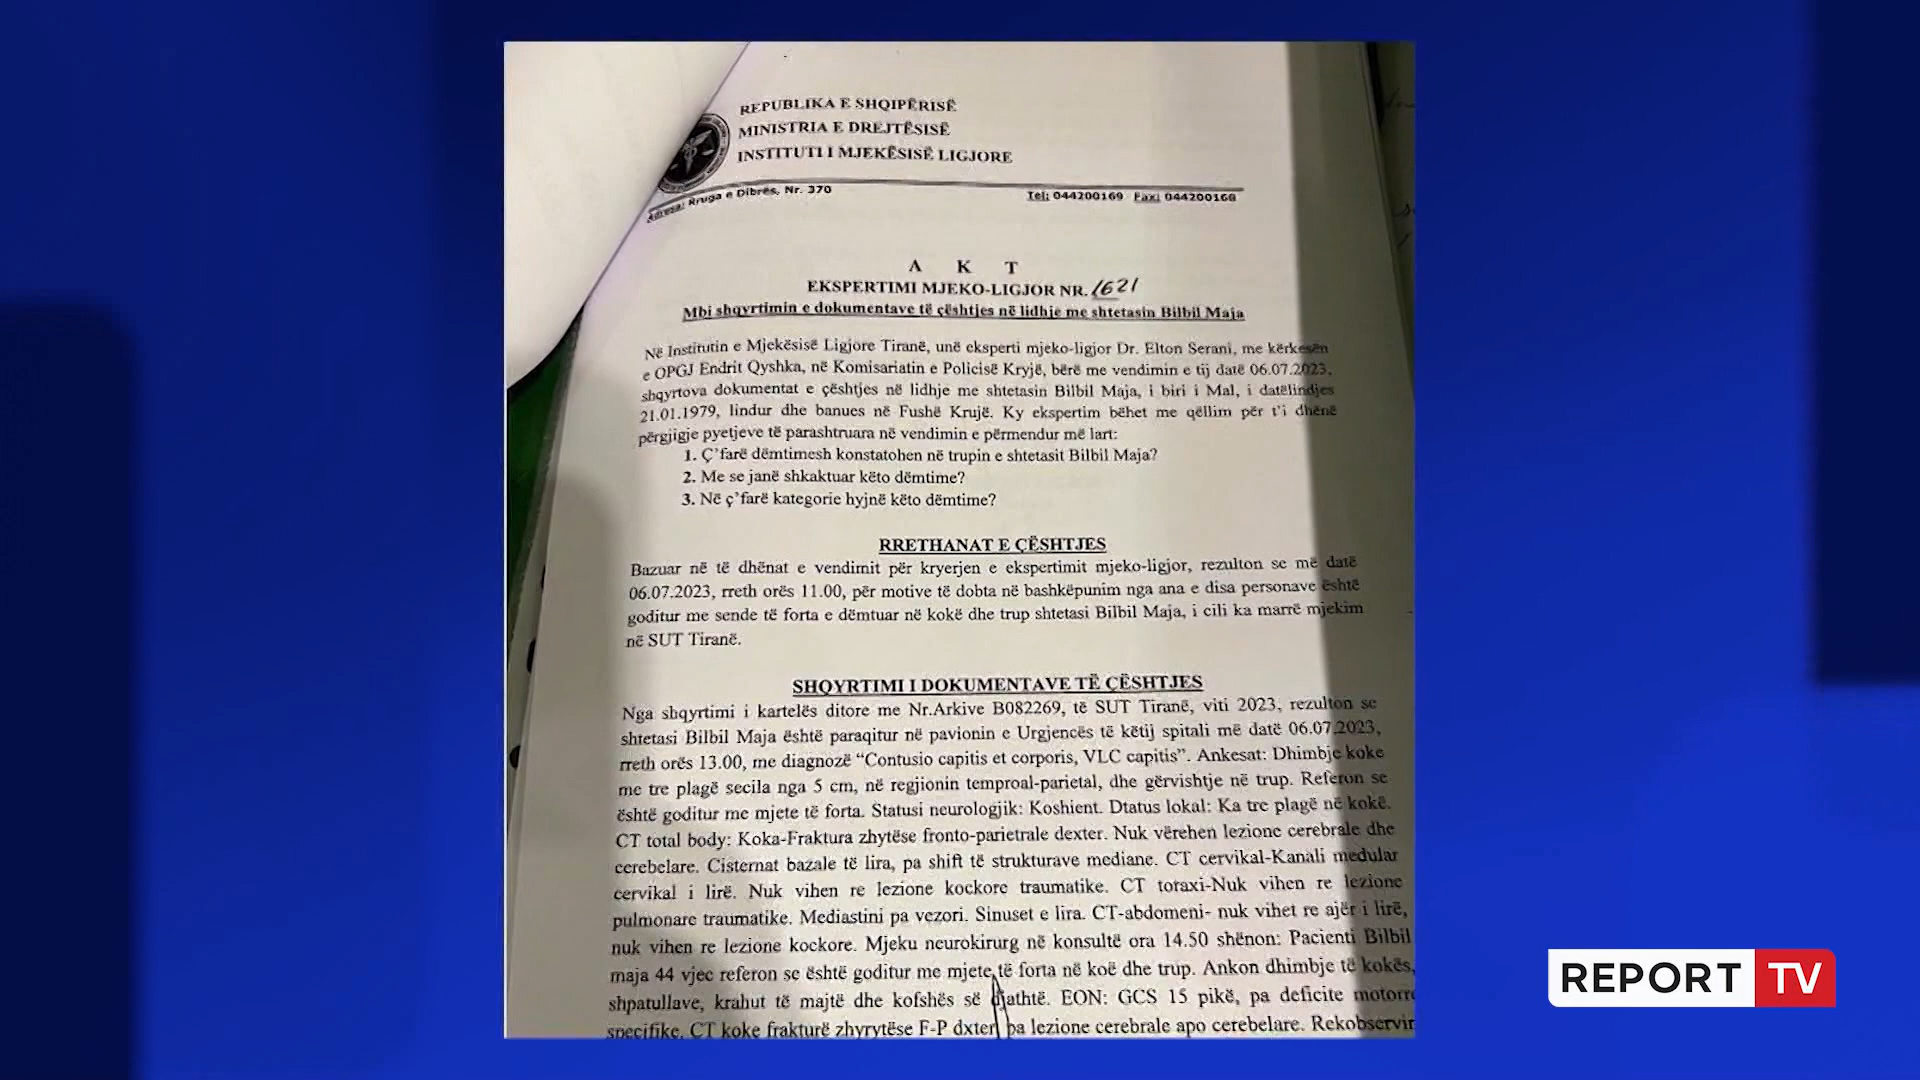 REPUBLIKA E SHQIPËRISË
MINISTRIA E DREJTËSISË
INSTITUTI I MJEKËSISË LIGJORE
Adresa: Rruga e Dibrës, Nr. 370
Tel: 044200169 Fax: 044200160
A K T
EKSPERTIMI MJEKO-LIGJOR NR. 1621
Mbi shqyrtimin e dokumentave të çështjes në lidhje me shtetasin Bilbil Maja
Në Institutin e Mjekësisë Ligjore Tiranë, unë eksperti mjeko-ligjor Dr. Elton Serani, me kërkesën
e OPGJ Endrit Qyshka, në Komisariatin e Policisë Kryjë, bërë me vendimin e tij datë 06.07.2023,
shqyrtova dokumentat e çështjes në lidhje me shtetasin Bilbil Maja, i biri i Mal, i datëlindjes
21.01.1979, lindur dhe banues në Fushë Krujë. Ky ekspertim bëhet me qëllim për t'i dhënë
përgjigje pyetjeve të parashtruara në vendimin e përmendur më lart:
1. Ç'farë dëmtimesh konstatohen në trupin e shtetasit Bilbil Maja?
2. Me se janë shkaktuar këto dëmtime?
3. Në ç'farë kategorie hyjnë këto dëmtime?
RRETHANAT E ÇËSHTJES
Bazuar në të dhënat e vendimit për kryerjen e ekspertimit mjeko-ligjor, rezulton se më datë
06.07.2023, rreth orës 11.00, për motive të dobta në bashkëpunim nga ana e disa personave është
goditur me sende të forta e dëmtuar në kokë dhe trup shtetasi Bilbil Maja, i cili ka marrë mjekim
në SUT Tiranë.
SHQYRTIMI I DOKUMENTAVE TË ÇËSHTJES
Nga shqyrtimi i kartelës ditore me Nr.Arkive B082269, të SUT Tiranë, viti 2023, rezulton se
shtetasi Bilbil Maja është paraqitur në pavionin e Urgjencës të këtij spitali më datë 06.07.2023,
rreth orës 13.00, me diagnozë “Contusio capitis et corporis, VLC capitis”. Ankesat: Dhimbje koke
me tre plagë secila nga 5 cm, në regjionin temproal-parietal, dhe gërvishtje në trup. Referon se
është goditur me mjete të forta. Statusi neurologjik: Koshient. Dtatus lokal: Ka tre plagë në kokë.
CT total body: Koka-Fraktura zhytëse fronto-parietrale dexter. Nuk vërehen lezione cerebrale dhe
cerebelare. Cisternat bazale të lira, pa shift të strukturave mediane. CT cervikal-Kanali medular
cervikal i lirë. Nuk vihen re lezione kockore traumatike. CT toraxi-Nuk vihen re lezione
pulmonare traumatike. Mediastini pa vezori. Sinuset e lira. CT-abdomeni- nuk vihet re ajër i lirë,
nuk vihen re lezione kockore. Mjeku neurokirurg në konsultë ora 14.50 shënon: Pacienti Bilbil
maja 44 vjec referon se është goditur me mjete të forta në koë dhe trup. Ankon dhimbje të kokës,
shpatullave, krahut të majtë dhe kofshës së djathtë. EON: GCS 15 pikë, pa deficite motorre
specifike. CT koke frakturë zhyrytëse F-P dxter, pa lezione cerebrale apo cerebelare. Rekobservim
REPORT TV